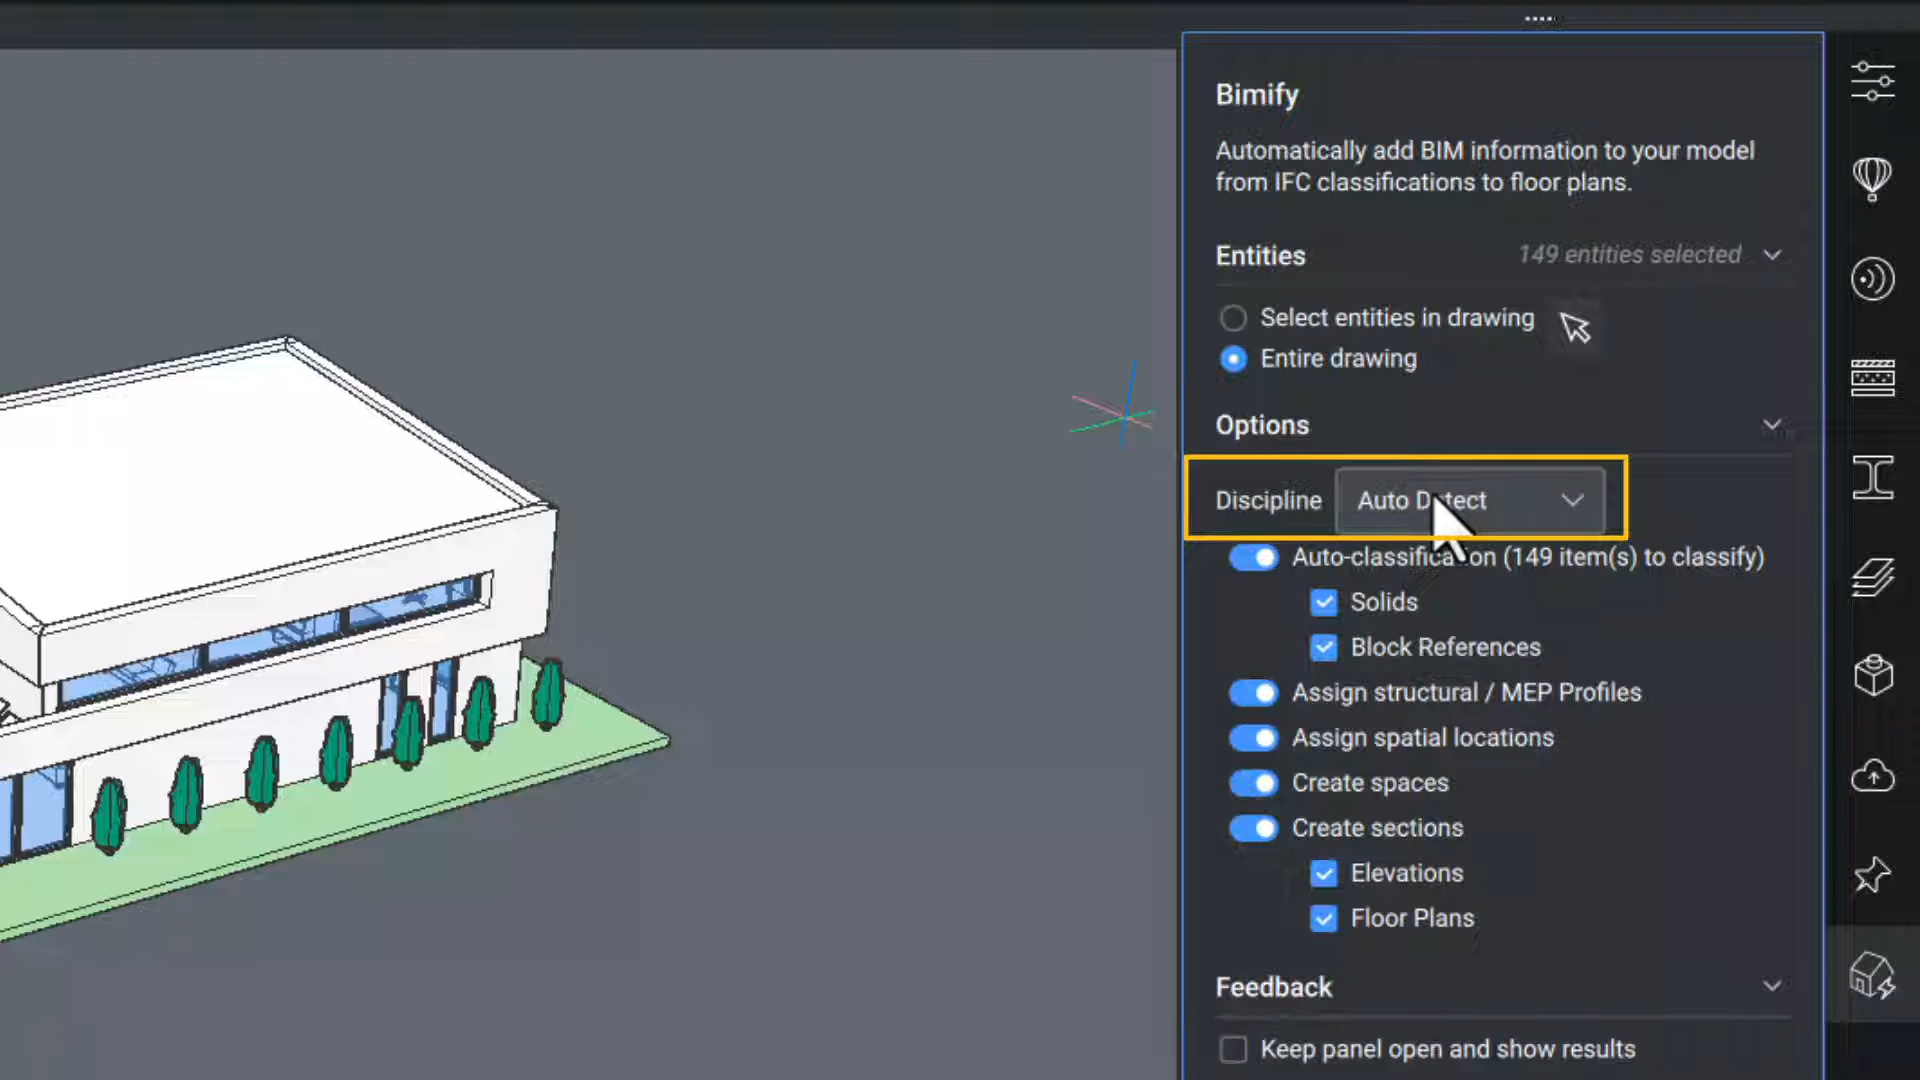 Bimify
Automatically add BIM information to your model
from IFC classifications to floor plans.
Entities 149 entities selected
Select entities in drawing
Entire drawing
Options
Discipline Auto Detect
Auto-classification (149 item(s) to classify)
Solids
Block References
Assign structural / MEP Profiles
Assign spatial locations
Create spaces
Create sections
Elevations
Floor Plans
Feedback
Keep panel open and show results